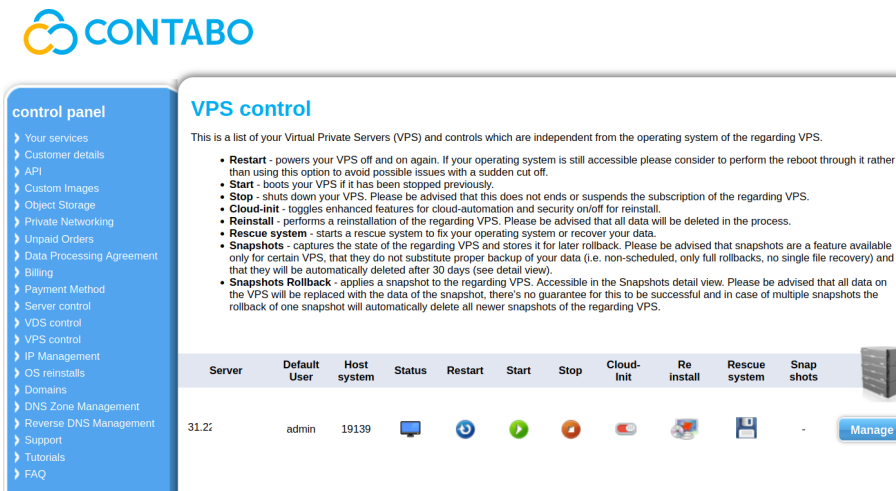 CONTABO
control panel
Your services
Customer details
API
Custom Images
Object Storage
Private Networking
Unpaid Orders
Data Processing Agreement
Billing
Payment Method
Server control
VDS control
VPS control
IP Management
OS reinstalls
Domains
DNS Zone Management
Reverse DNS Management
Support
Tutorials
FAQ
VPS control
This is a list of your Virtual Private Servers (VPS) and controls which are independent from the operating system of the regarding VPS.
• Restart - powers your VPS off and on again. If your operating system is still accessible please consider to perform the reboot through it rather
than using this option to avoid possible issues with a sudden cut off.
• Start - boots your VPS if it has been stopped previously.
• Stop - shuts down your VPS. Please be advised that this does not ends or suspends the subscription of the regarding VPS.
• Cloud-init - toggles enhanced features for cloud-automation and security on/off for reinstall.
• Reinstall - performs a reinstallation of the regarding VPS. Please be advised that all data will be deleted in the process.
• Rescue system - starts a rescue system to fix your operating system or recover your data.
• Snapshots - captures the state of the regarding VPS and stores it for later rollback. Please be advised that snapshots are a feature available
only for certain VPS, that they do not substitute proper backup of your data (i.e. non-scheduled, only full rollbacks, no single file recovery) and
that they will be automatically deleted after 30 days (see detail view).
• Snapshots Rollback - applies a snapshot to the regarding VPS. Accessible in the Snapshots detail view. Please be advised that all data on
the VPS will be replaced with the data of the snapshot, there's no guarantee for this to be successful and in case of multiple snapshots the
rollback of one snapshot will automatically delete all newer snapshots of the regarding VPS.
Server Default User Host system Status Restart Start Stop Cloud-Init Re install Rescue system Snap shots
31.22 admin 19139 - Manage